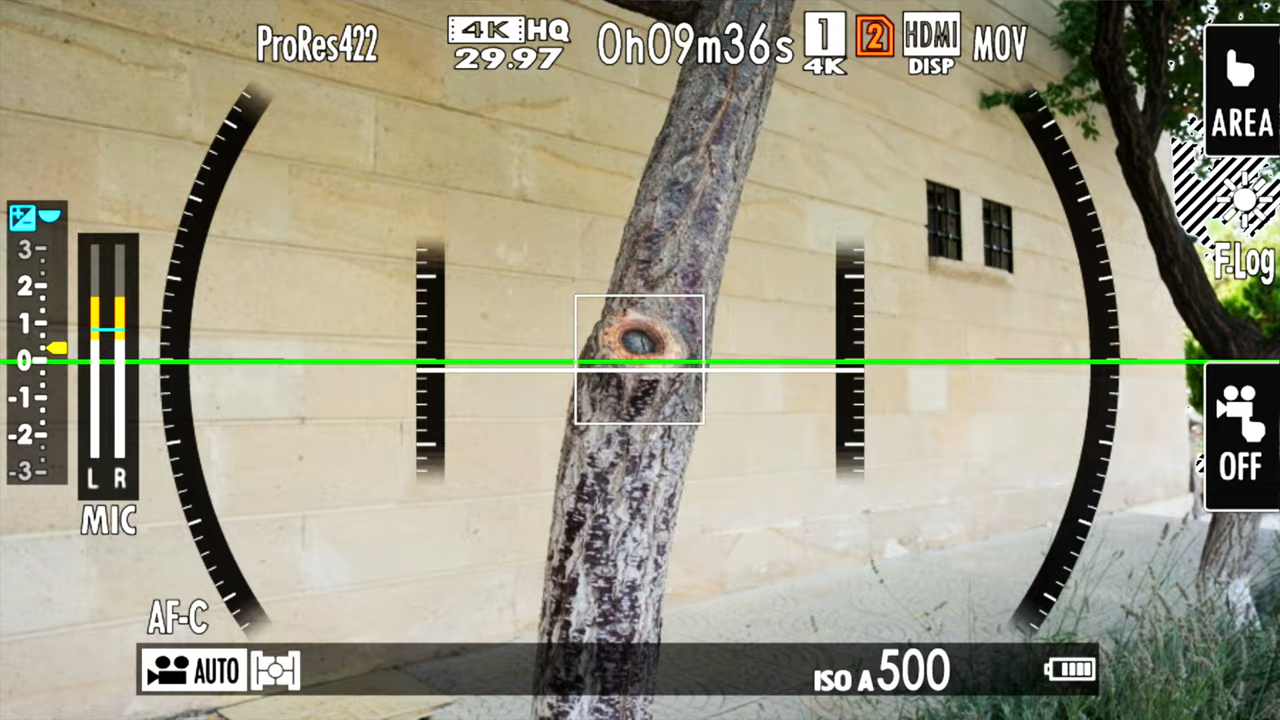 ProRes422
4K HQ
29.97
0h09m36s
1
4K
2
HDMI
DISP
MOV
AREA
F-Log
3
2
1
0
-1
-2
-3
L R
MIC
OFF
AF-C
AUTO
ISO A500